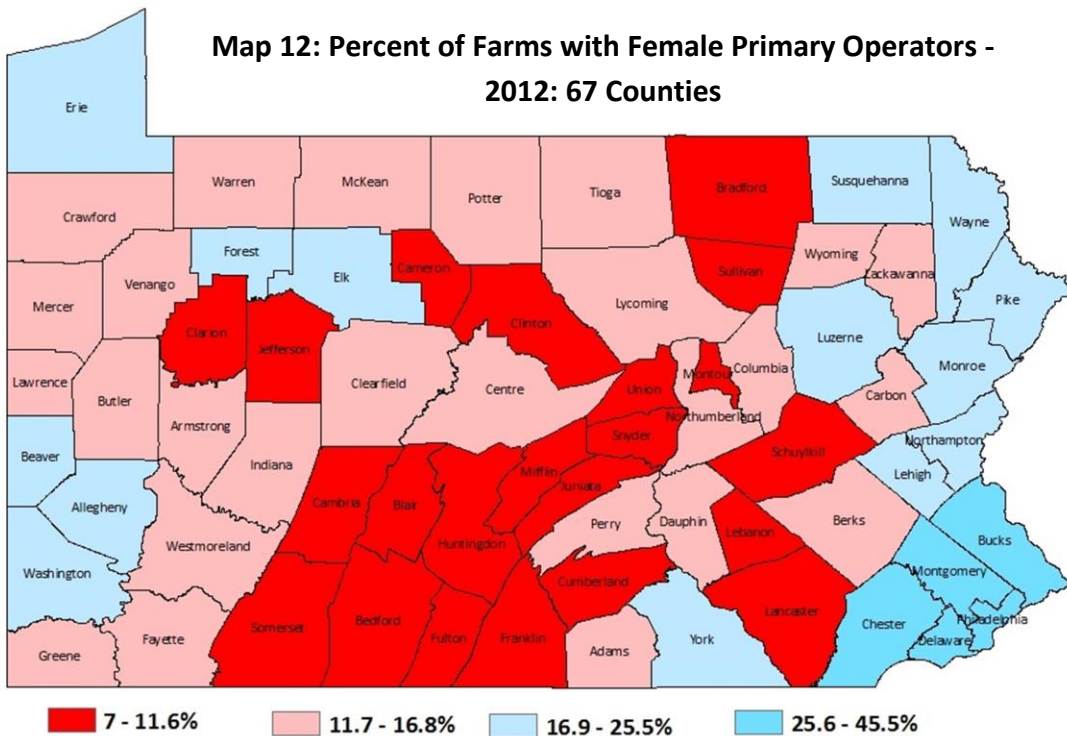 Map 12: Percent of Farms with Female Primary Operators -
2012: 67 Counties
Erie
Warren
McKean
Potter
Tioga
Bradford
Susquehanna
Wayne
Crawford
Forest
Elk
Cameron
Sullivan
Wyoming
Lackawanna
Pike
Mercer
Venango
Clarion
Jefferson
Clinton
Lycoming
Luzerne
Monroe
Lawrence
Butler
Clearfield
Centre
Union
Montou
Columbia
Carbon
Armstrong
Northumberland
Snyder
Northampton
Beaver
Indiana
Mifflin
Schuylkill
Lehigh
Allegheny
Cambria
Blair
Juniata
Perry
Dauphin
Lebanon
Berks
Bucks
Westmoreland
Huntingdon
Washington
Cumberland
Montgomery
Lancaster
Chester
Philadelphia
Somerset
Bedford
Fulton
Franklin
York
Delaware
Greene
Fayette
Adams
7 - 11.6%
11.7 - 16.8%
16.9 - 25.5%
25.6 - 45.5%